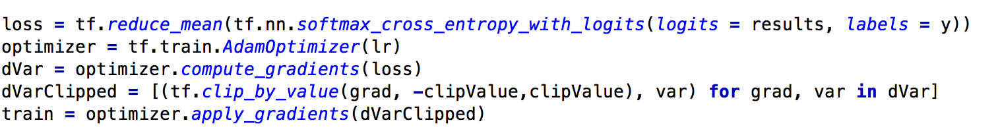 loss = tf.reduce_mean(tf.nn.softmax_cross_entropy_with_logits(logits = results, labels = y))
optimizer = tf.train.AdamOptimizer(lr)
dVar = optimizer.compute_gradients(loss)
dVarClipped = [(tf.clip_by_value(grad, -clipValue,clipValue), var) for grad, var in dVar]
train = optimizer.apply_gradients(dVarClipped)